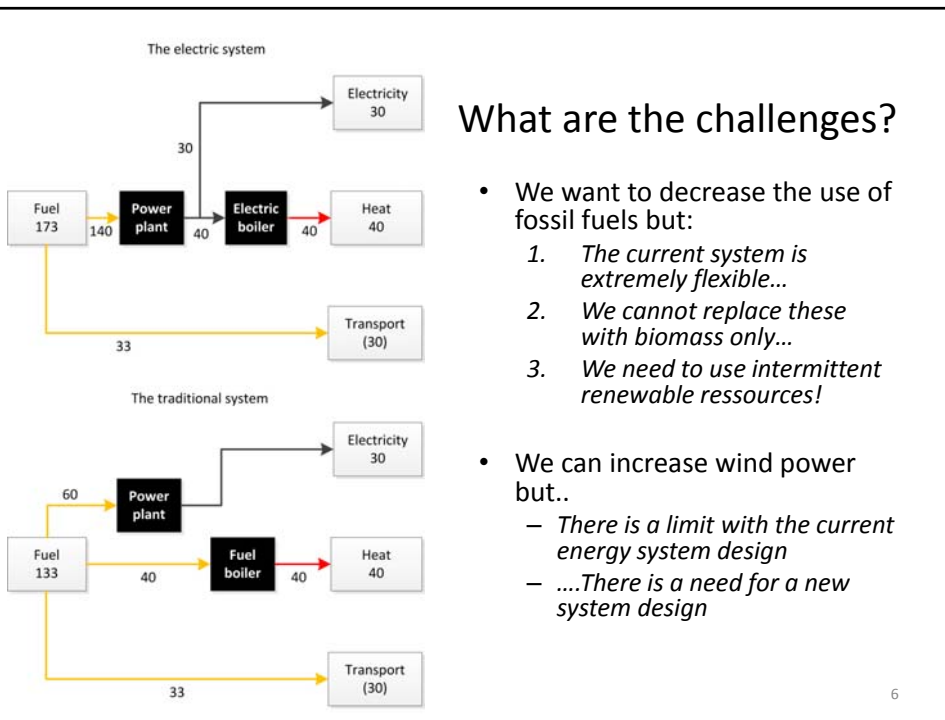 The electric system
Electricity
30
30
Fuel
173
140
Power
plant
40
Electric
boiler
40
Heat
40
33
Transport
(30)
The traditional system
Electricity
30
60
Power
plant
Fuel
133
40
Fuel
boiler
40
Heat
40
33
Transport
(30)
What are the challenges?
• We want to decrease the use of
fossil fuels but:
1. The current system is
extremely flexible…
2. We cannot replace these
with biomass only…
3. We need to use intermittent
renewable ressources!
• We can increase wind power
but..
– There is a limit with the current
energy system design
– ….There is a need for a new
system design
6